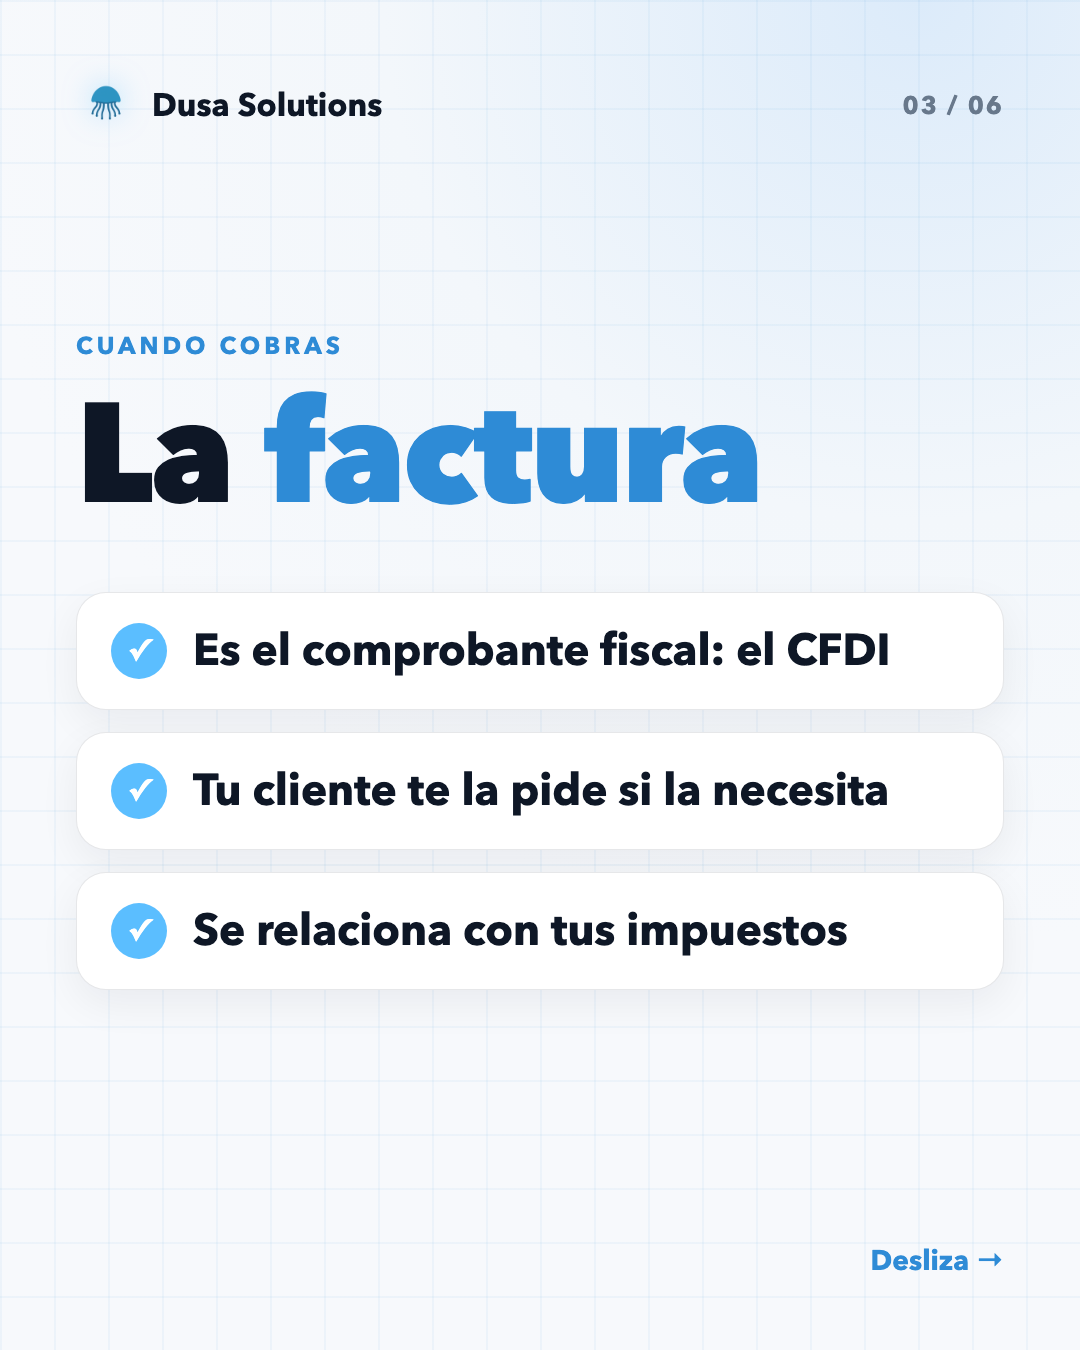 Dusa Solutions
03 / 06
CUANDO COBRAS
La factura
✓ Es el comprobante fiscal: el CFDI
✓ Tu cliente te la pide si la necesita
✓ Se relaciona con tus impuestos
Desliza →